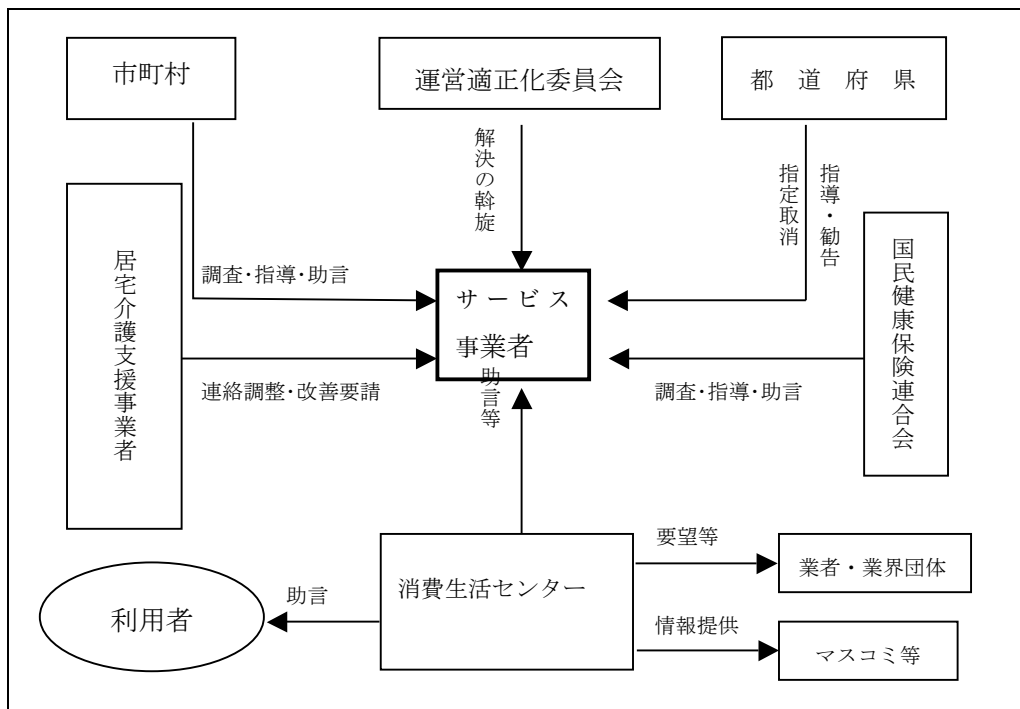 市町村
運営適正化委員会
都道府県
解決の斡旋
指定取消
指導・勧告
居宅介護支援事業者
国民健康保険連合会
調査・指導・助言
サービス
事業者
連絡調整・改善要請
助言等
調査・指導・助言
消費生活センター
要望等
業者・業界団体
助言
利用者
情報提供
マスコミ等